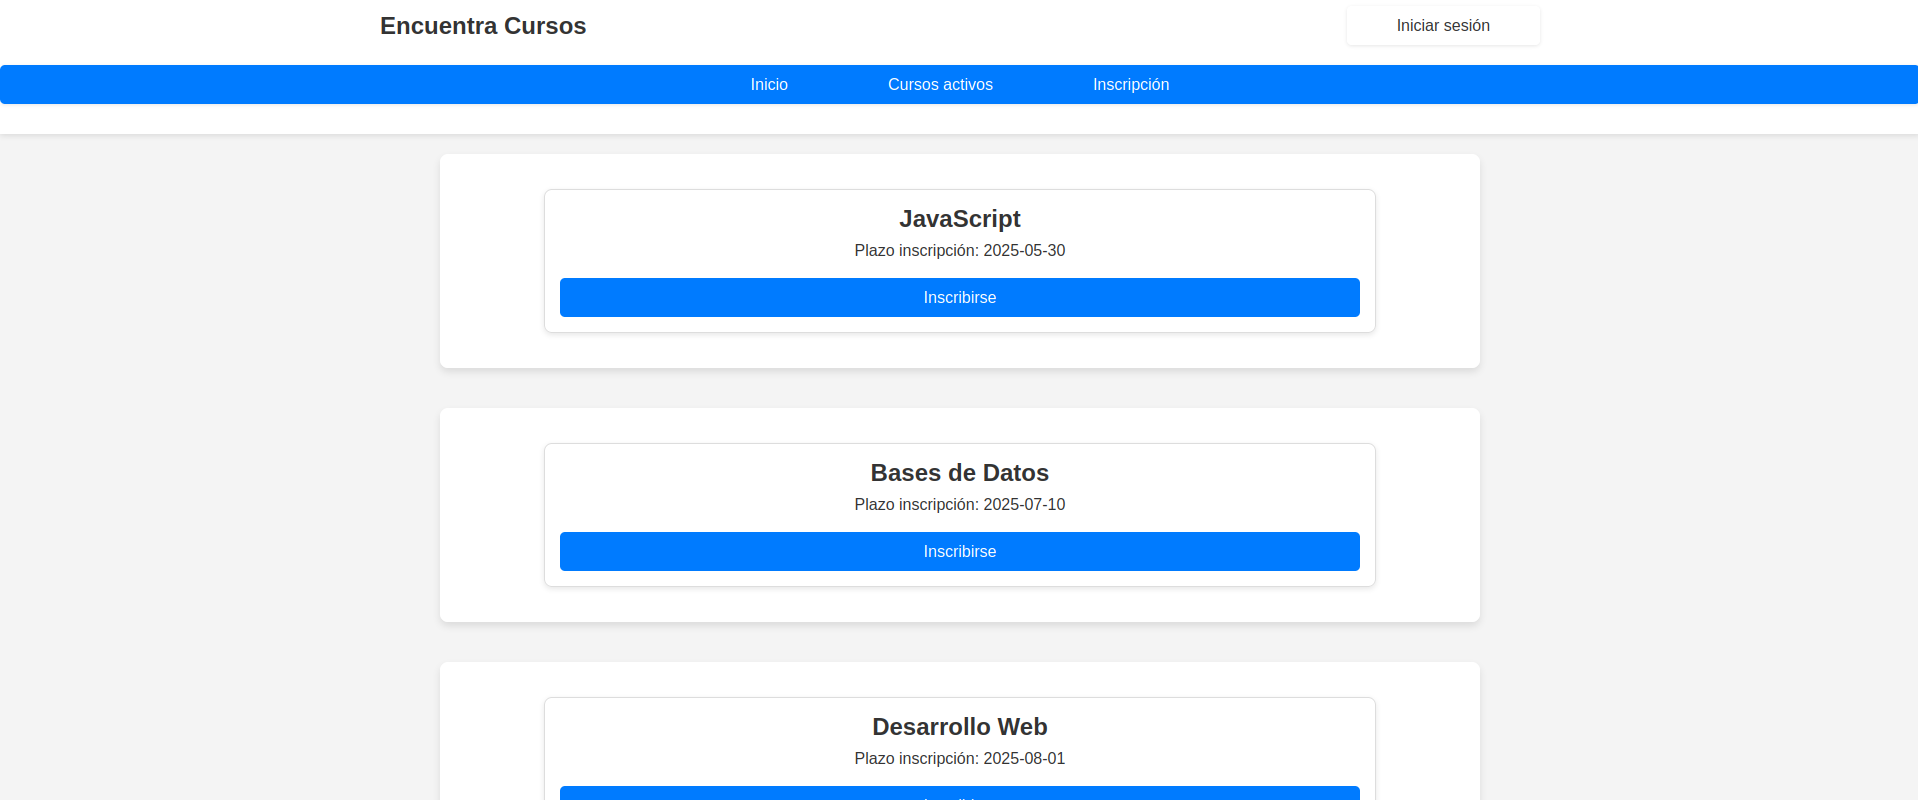 Encuentra Cursos
Iniciar sesión
Inicio
Cursos activos
Inscripción
JavaScript
Plazo inscripción: 2025-05-30
Inscribirse
Bases de Datos
Plazo inscripción: 2025-07-10
Inscribirse
Desarrollo Web
Plazo inscripción: 2025-08-01